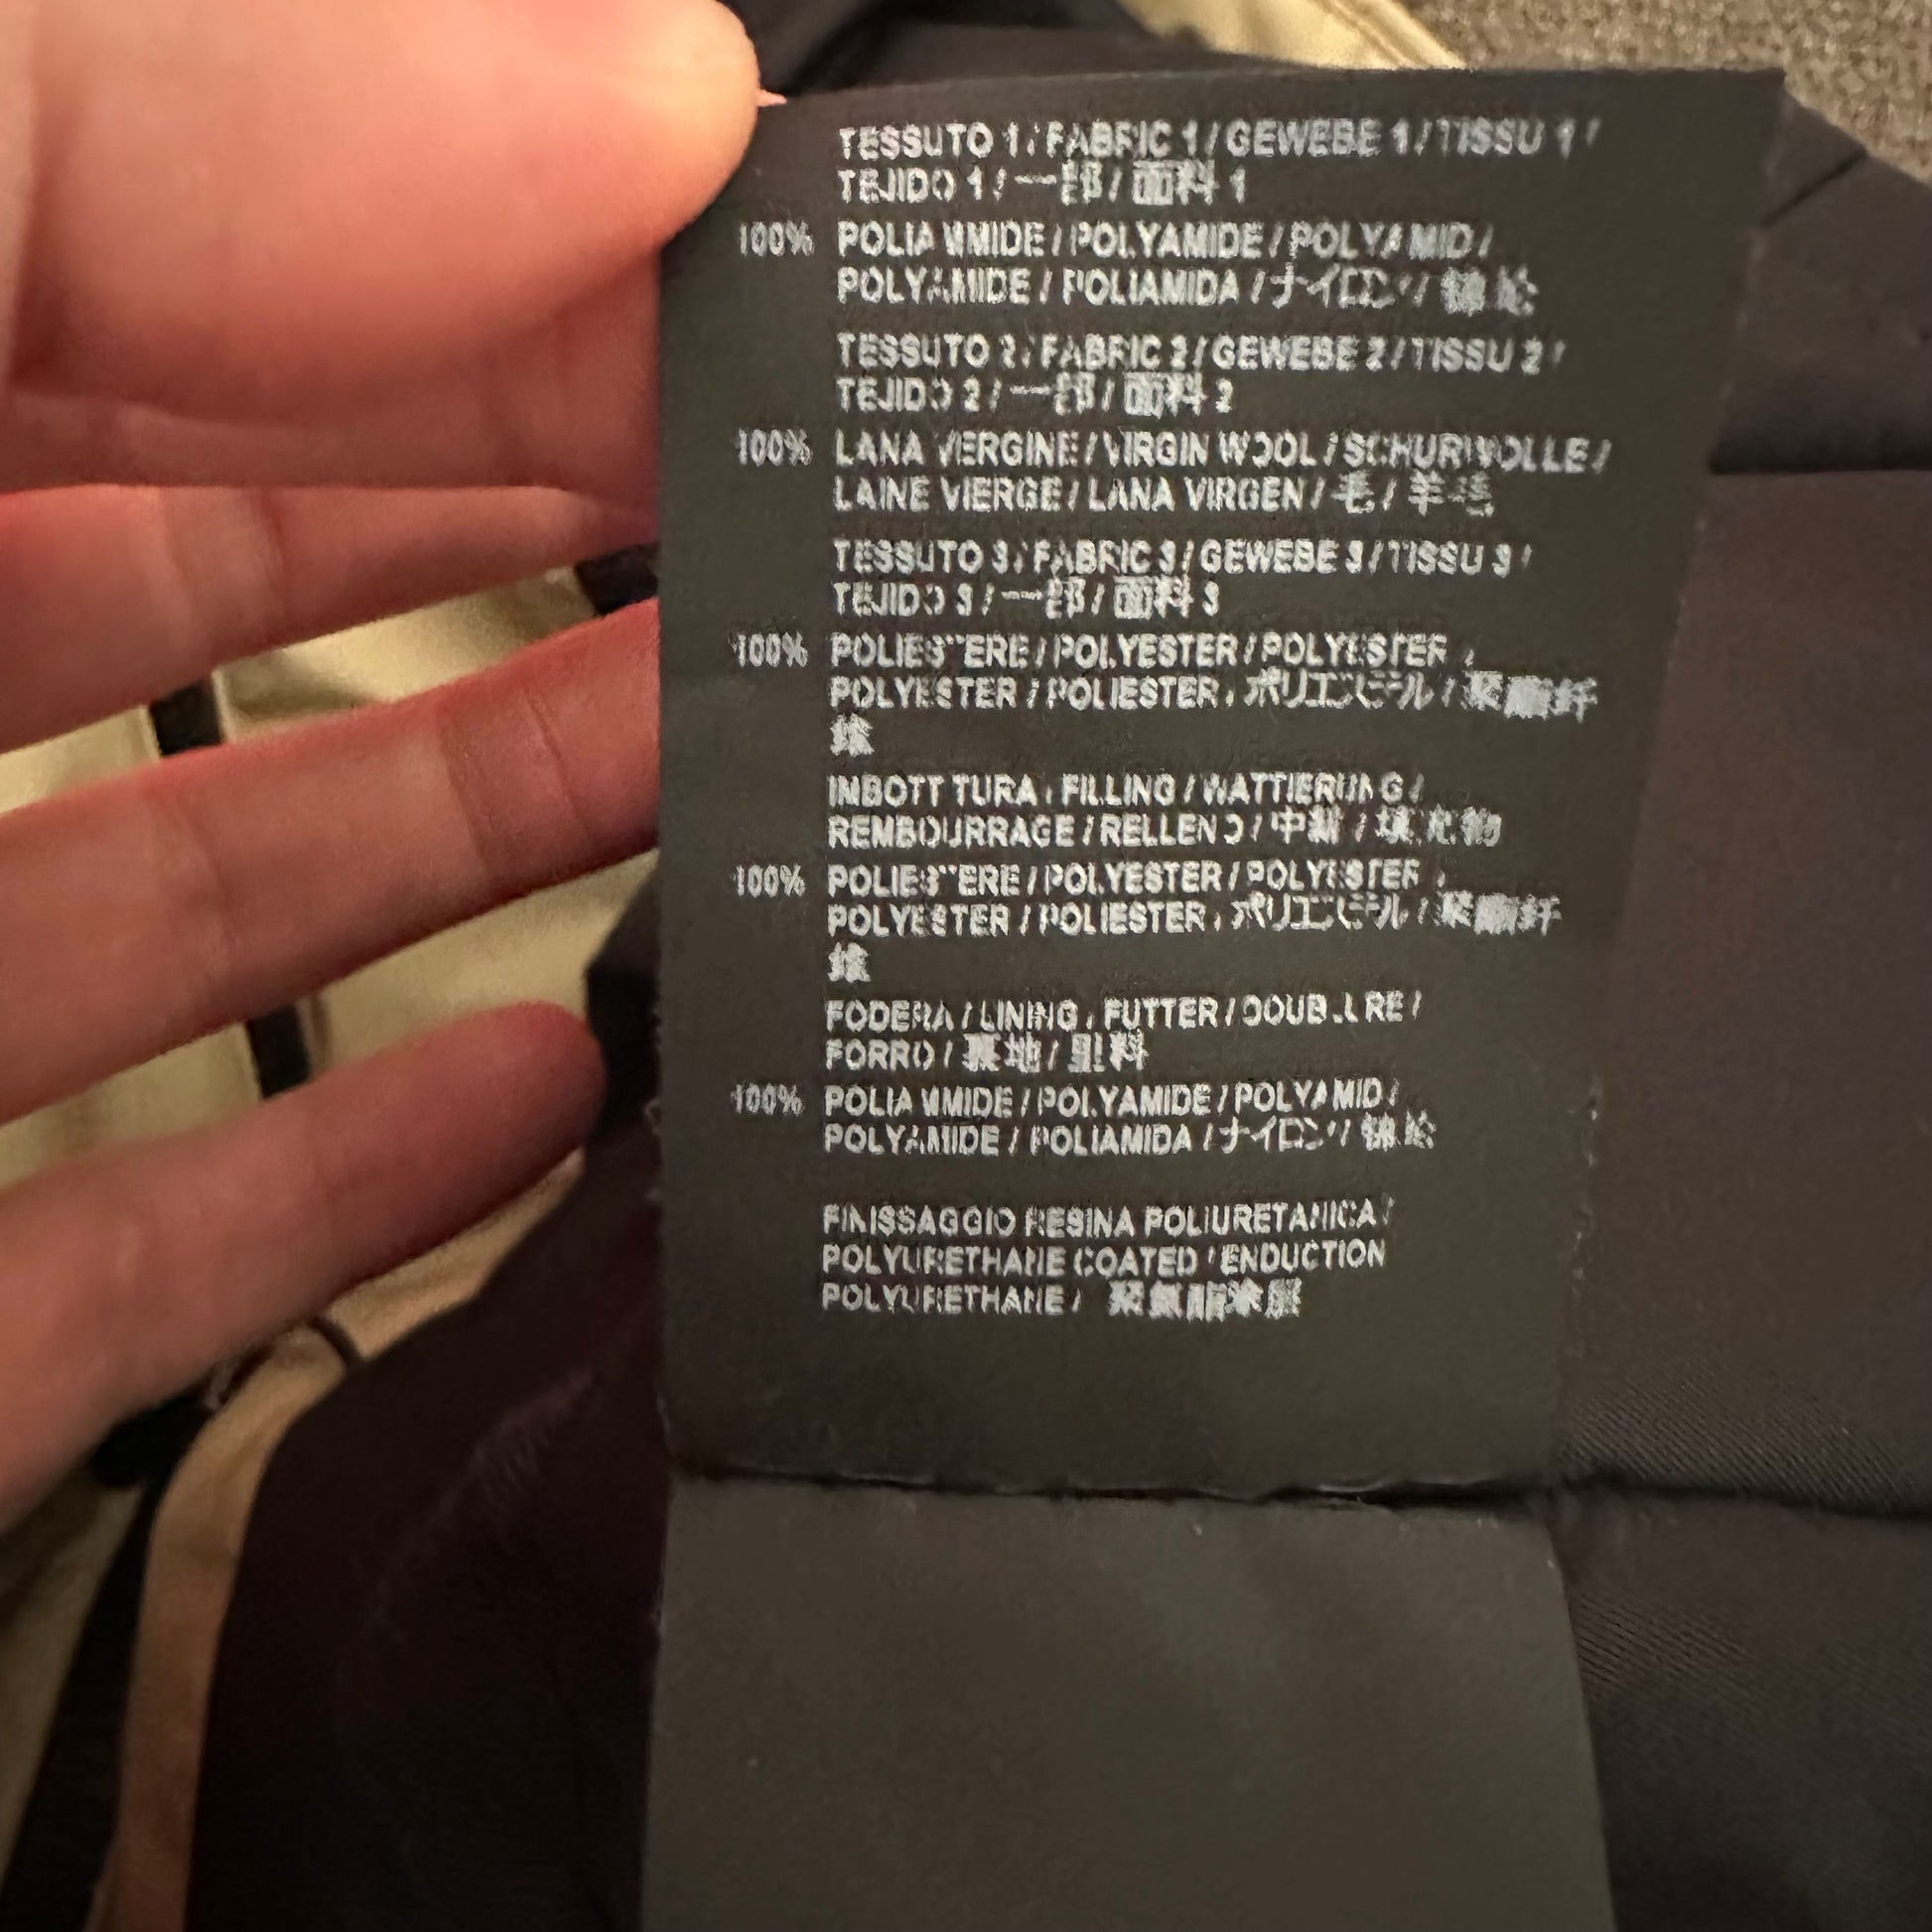 TESSUTO 1 / FABRIC 1 / GEWEBE 1 / TISSU 1 /
TEJIDO 1 / 一部 / 面料 1
100% POLIAMMIDE / POLYAMIDE / POLYAMID /
POLYAMIDE / POLIAMIDA / ナイロン / 锦纶
TESSUTO 2 / FABRIC 2 / GEWEBE 2 / TISSU 2 /
TEJIDO 2 / 一部 / 面料 2
100% LANA VERGINE / VIRGIN WOOL / SCHURWOLLE /
LAINE VIERGE / LANA VIRGEN / 毛 / 羊毛
TESSUTO 3 / FABRIC 3 / GEWEBE 3 / TISSU 3 /
TEJIDO 3 / 一部 / 面料 3
100% POLIESTERE / POLYESTER / POLYESTER /
POLYESTER / POLIESTER / ポリエステル / 聚酯纤
维
IMBOTTITURA / FILLING / WATTIERUNG /
REMBOURRAGE / RELLENO / 中綿 / 填充物
100% POLIESTERE / POLYESTER / POLYESTER /
POLYESTER / POLIESTER / ポリエステル / 聚酯纤
维
FODERA / LINING / FUTTER / DOUBLURE /
FORRO / 裏地 / 里料
100% POLIAMMIDE / POLYAMIDE / POLYAMID /
POLYAMIDE / POLIAMIDA / ナイロン / 锦纶
FINISSAGGIO RESINA POLIURETANICA /
POLYURETHANE COATED / ENDUCTION
POLYURETHANE / 聚氨酯涂层